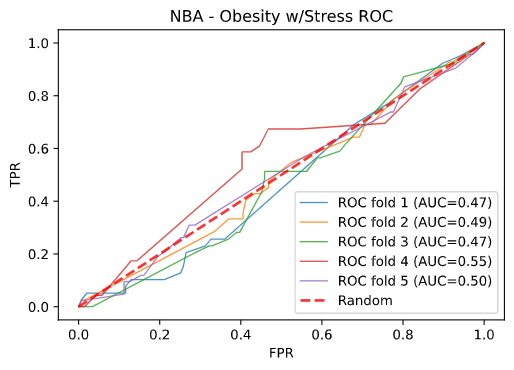 NBA - Obesity w/Stress ROC
1.0
0.8
0.6
0.4
0.2
0.0
TPR
ROC fold 1 (AUC=0.47)
ROC fold 2 (AUC=0.49)
ROC fold 3 (AUC=0.47)
ROC fold 4 (AUC=0.55)
ROC fold 5 (AUC=0.50)
Random
0.0 0.2 0.4 0.6 0.8 1.0
FPR